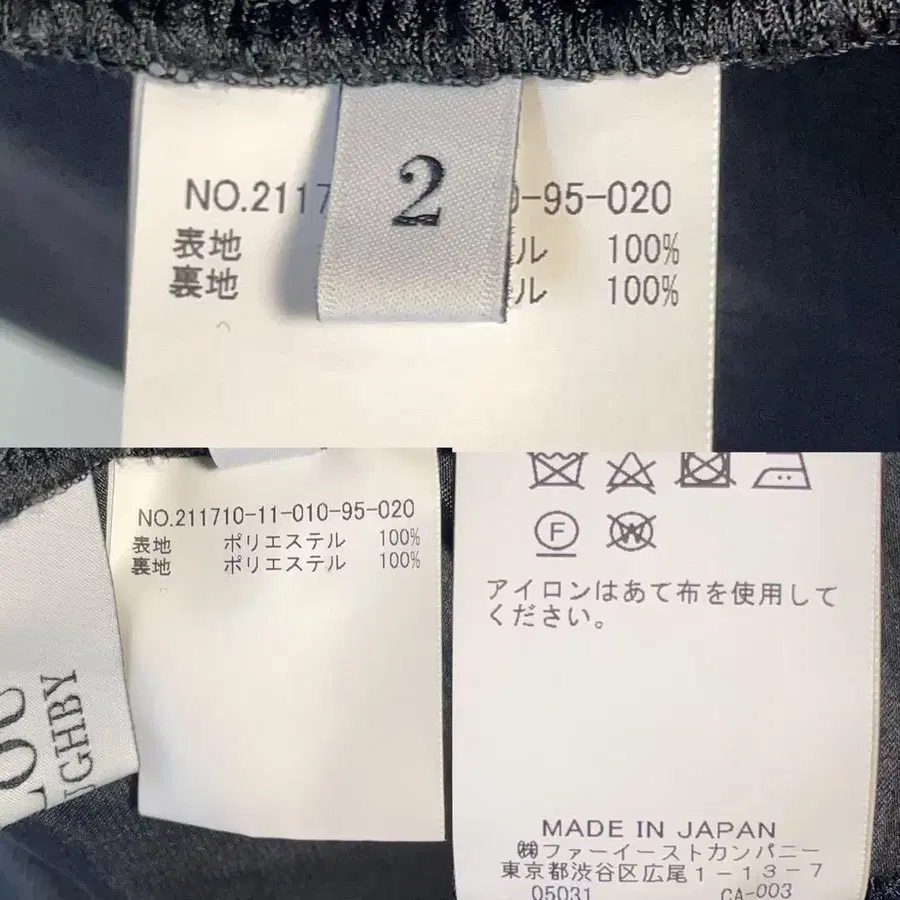 2
NO.2117
-95-020
表地 ル 100%
裏地 ル 100%
NO.211710-11-010-95-020
表地 ポリエステル 100%
裏地 ポリエステル 100%
UGHBY
F
W
アイロンはあて布を使用して
ください。
MADE IN JAPAN
㈱ファーイーストカンパニー
東京都渋谷区広尾1-13-7
05031 CA-003